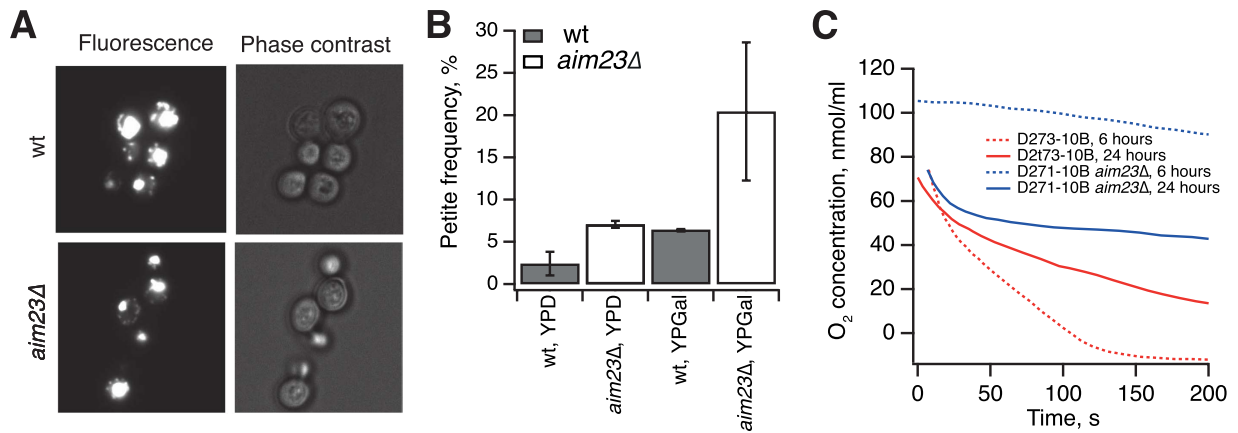 A
Fluorescence
Phase contrast
wt
aim23Δ
B
Petite frequency, %
30
25
20
15
10
5
0
wt
aim23Δ
wt, YPD
aim23Δ, YPD
wt, YPGal
aim23Δ, YPGal
C
O2 concentration, nmol/ml
120
100
80
60
40
20
0
D273-10B, 6 hours
D2t73-10B, 24 hours
D271-10B aim23Δ, 6 hours
D271-10B aim23Δ, 24 hours
0 50 100 150 200
Time, s